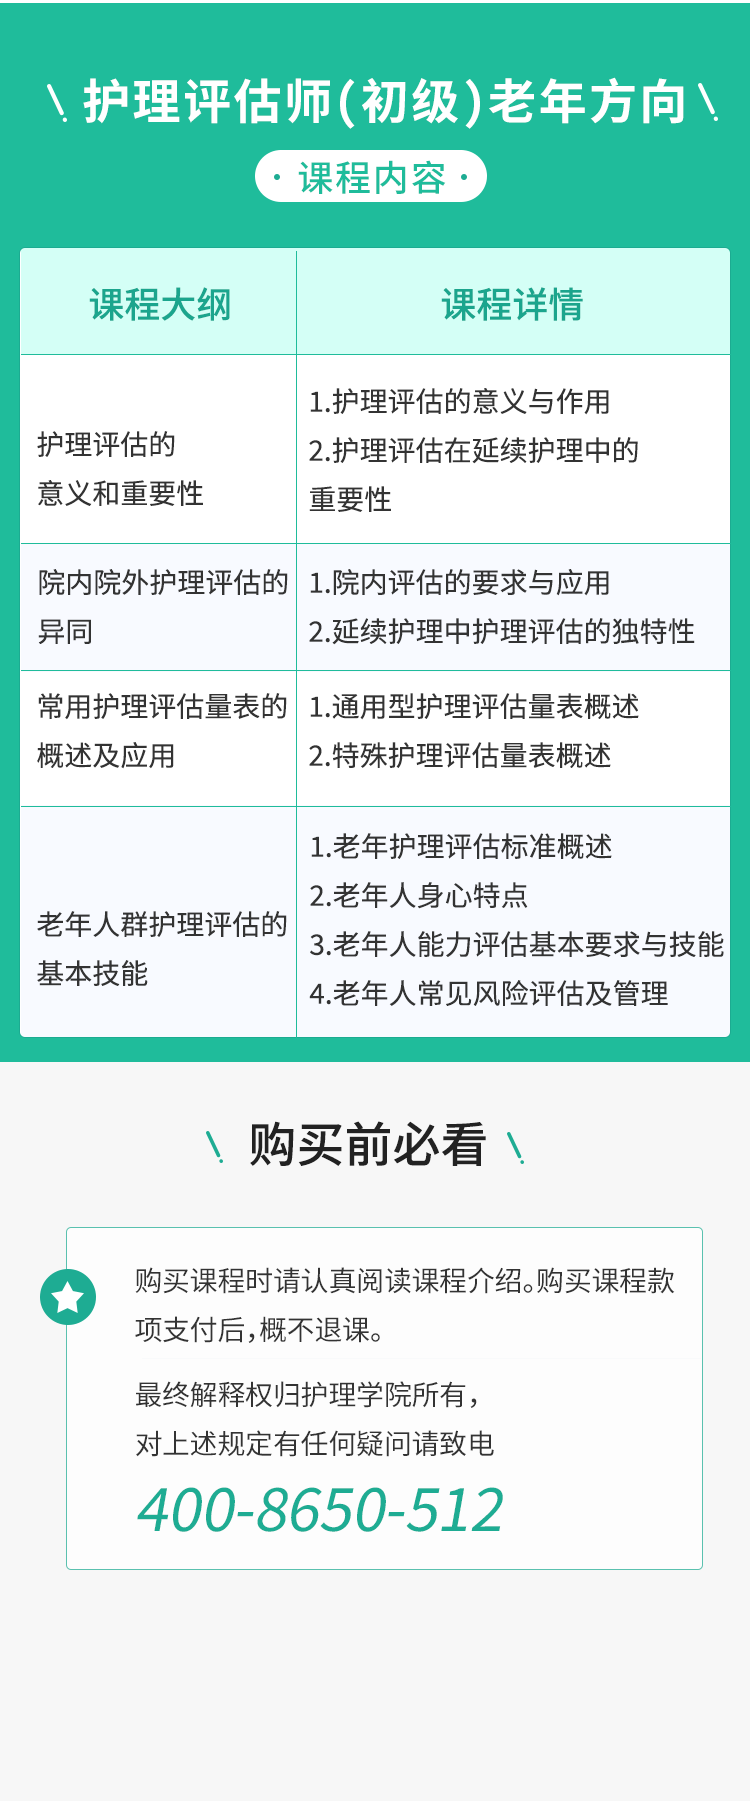 护理评估师(初级)老年方向
·课程内容·
课程大纲
课程详情
护理评估的
意义和重要性
1.护理评估的意义与作用
2.护理评估在延续护理中的
重要性
院内院外护理评估的
异同
1.院内评估的要求与应用
2.延续护理中护理评估的独特性
常用护理评估量表的
概述及应用
1.通用型护理评估量表概述
2.特殊护理评估量表概述
老年人群护理评估的
基本技能
1.老年护理评估标准概述
2.老年人身心特点
3.老年人能力评估基本要求与技能
4.老年人常见风险评估及管理
购买前必看
购买课程时请认真阅读课程介绍。购买课程款
项支付后，概不退课。
最终解释权归护理学院所有，
对上述规定有任何疑问请致电
400-8650-512